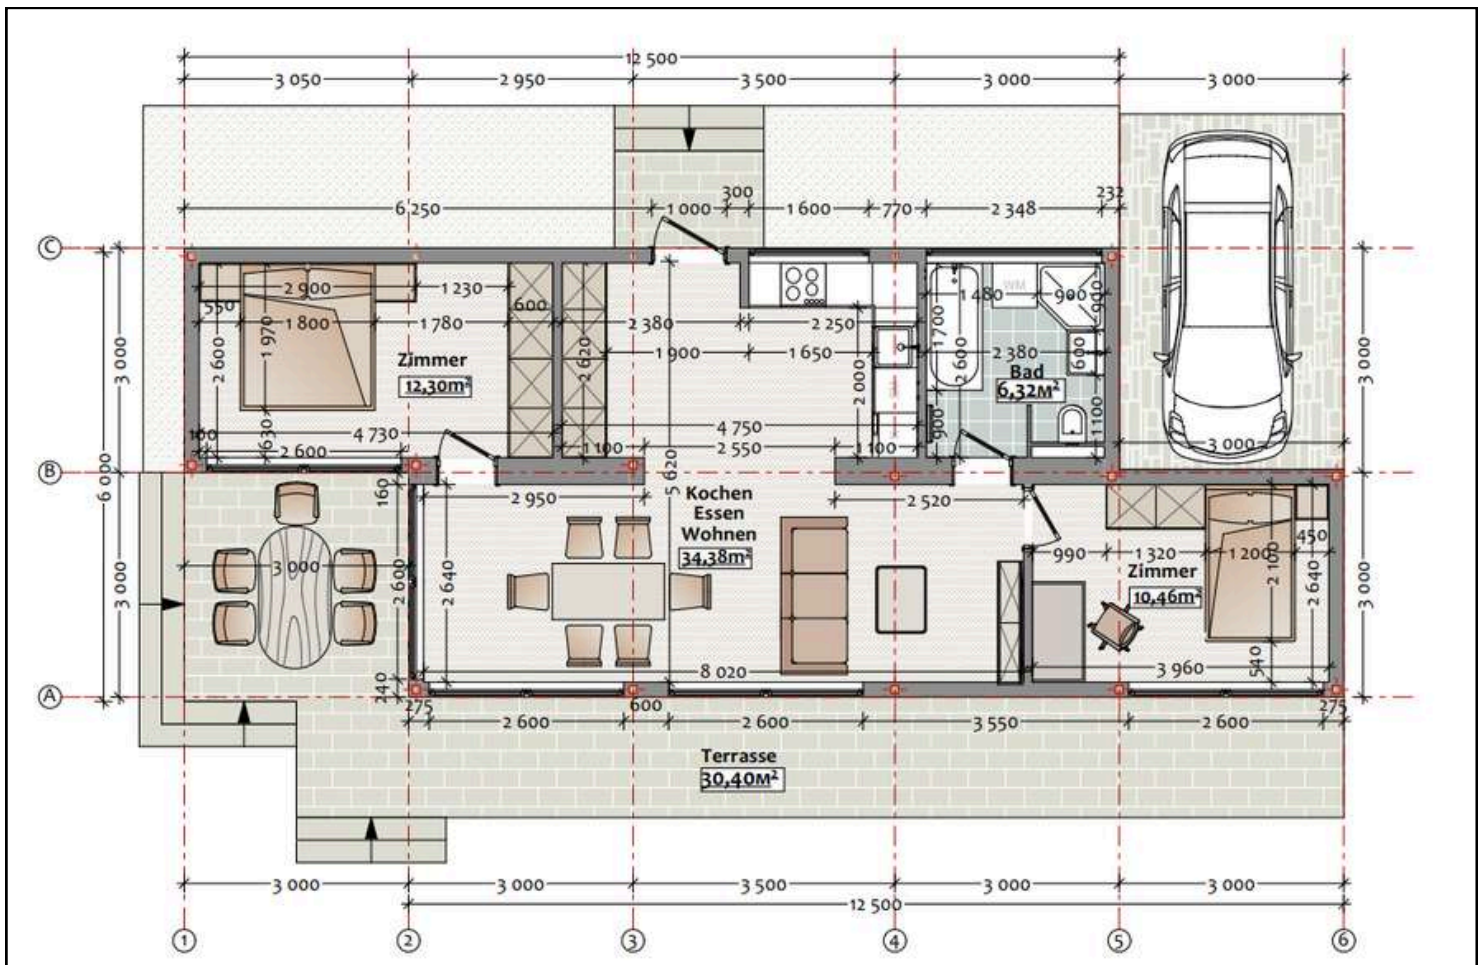 12 500
3 050 2 950 3 500 3 000 3 000
300 232
6 250 1 000 1 600 770 2 348
C
2 900 1 230 1 480 WM 900 900
550 600
1 800 1 780 2 380 2 250
1 970 1 700
3 000 2 600 2 620 1 900 1 650 2 600 2 380 600 3 000
Zimmer Bad
12,30m² 2 000 6,32м²
100 4 730 630 4 750 900 1 100
2 600 1 100 2 550 1 100 3 000
B
6 000 160 5 620
2 950 Kochen 2 520
Essen
Wohnen 450
34,38m² 990 1 320 1 200
3 000 3 000 2 600 2 640 Zimmer 2 100 2 640 3 000
10,46m²
8 020 3 960 540
240
A
275 600 275
2 600 2 600 3 550 2 600
Terrasse
30,40м²
3 000 3 000 3 500 3 000 3 000
12 500
1 2 3 4 5 6